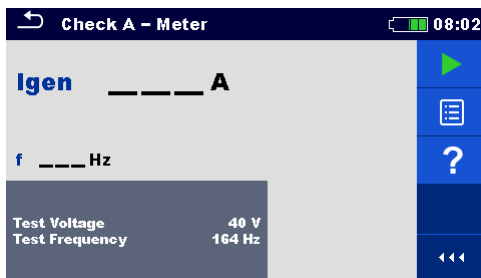 Check A – Meter 08:02
Igen ___ A
f ___ Hz
?
Test Voltage 40 V
Test Frequency 164 Hz